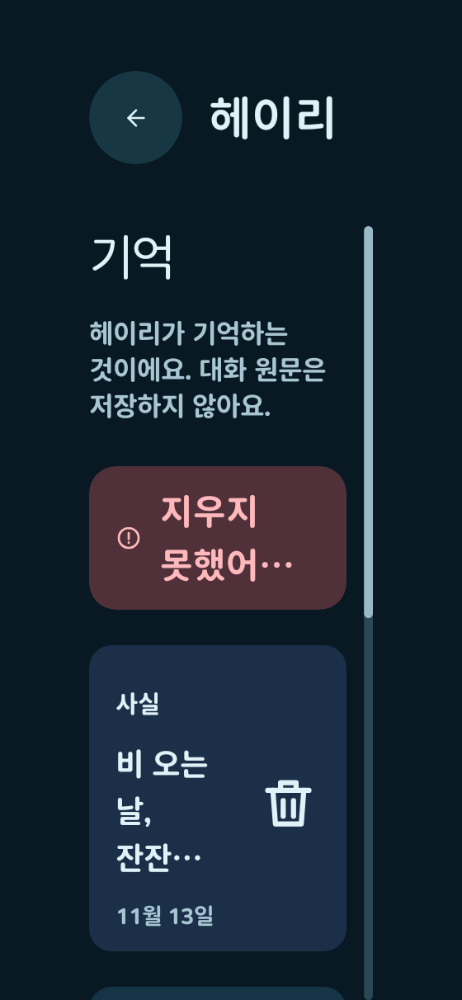 헤이리
기억
헤이리가 기억하는
것이에요. 대화 원문은
저장하지 않아요.
지우지
못했어…
사실
비 오는
날,
잔잔…
11월 13일